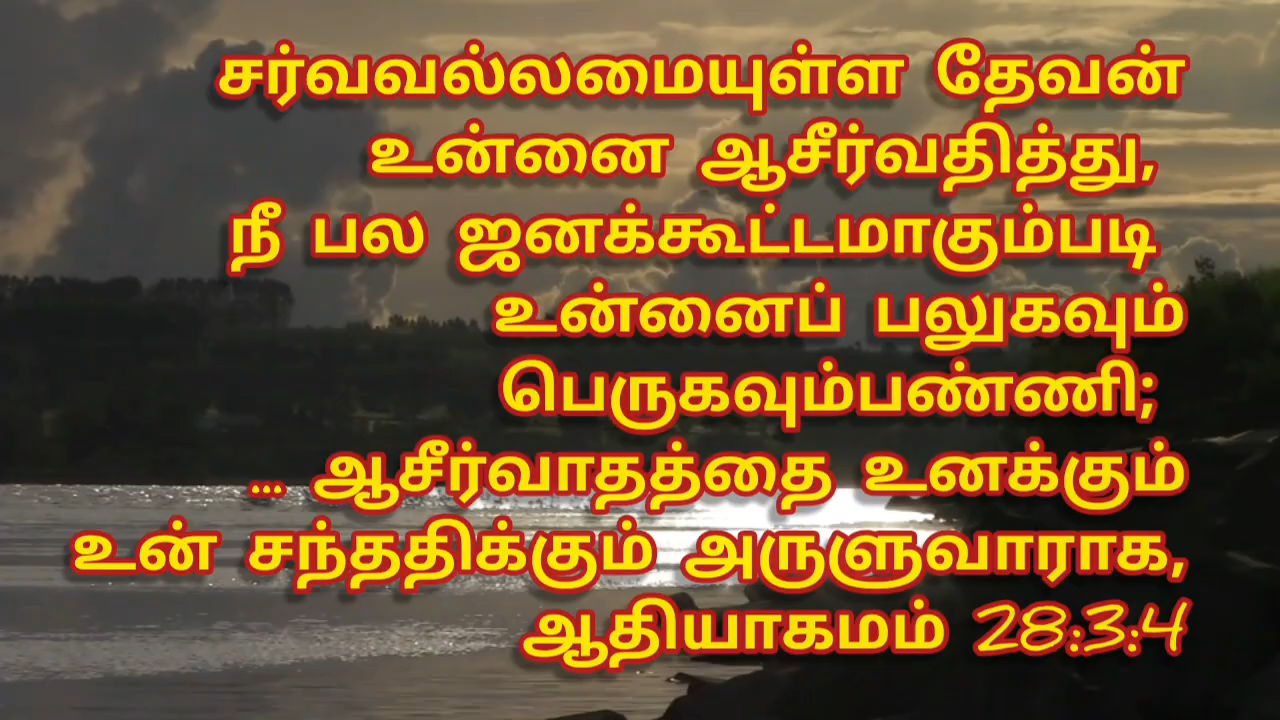 சர்வவல்லமையுள்ள தேவன்
உன்னை ஆசீர்வதித்து,
நீ பல ஜனக்கூட்டமாகும்படி
உன்னைப் பலுகவும்
பெருகவும்பண்ணி;
... ஆசீர்வாதத்தை உனக்கும்
உன் சந்ததிக்கும் அருளுவாராக,
ஆதியாகமம் 28:3:4